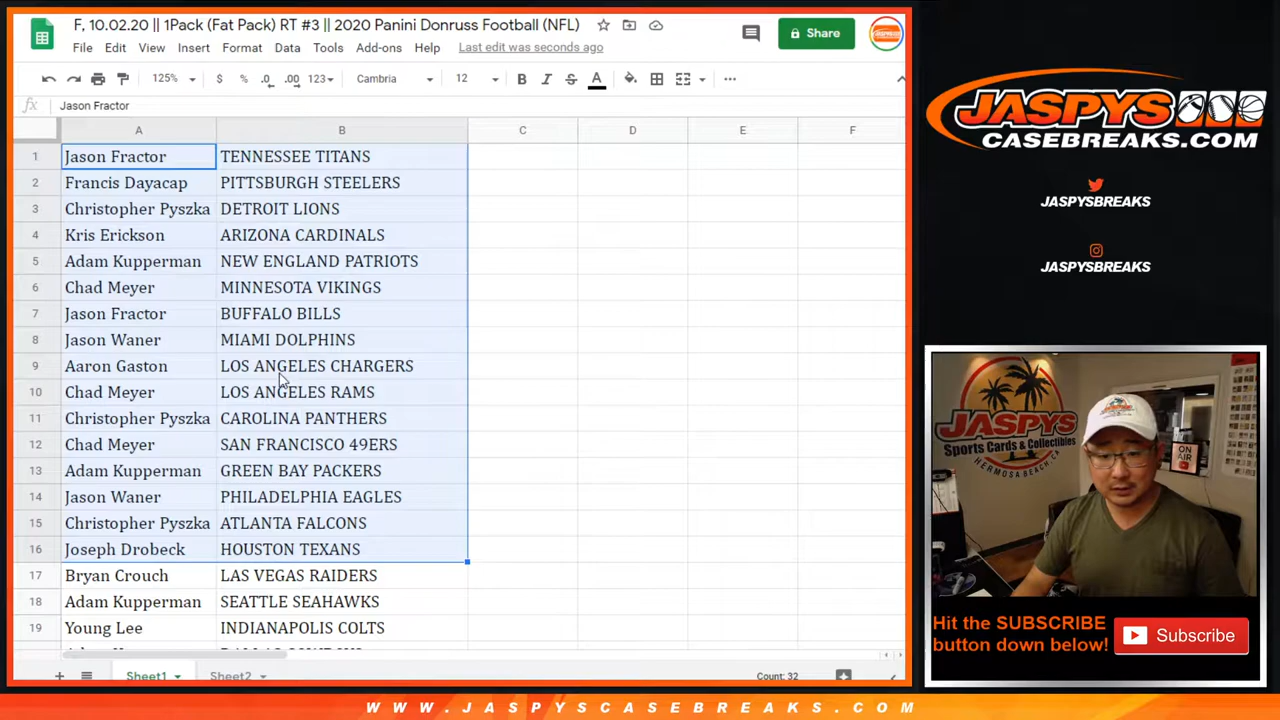 F, 10.02.20 || 1Pack (Fat Pack) RT #3 || 2020 Panini Donruss Football (NFL)
File Edit View Insert Format Data Tools Add-ons Help Last edit was seconds ago
Share
125% $ % .0 .00 123 Cambria 12 B I S A
fx Jason Fractor
A B C D E F
1 Jason Fractor TENNESSEE TITANS
2 Francis Dayacap PITTSBURGH STEELERS
3 Christopher Pyszka DETROIT LIONS
4 Kris Erickson ARIZONA CARDINALS
5 Adam Kupperman NEW ENGLAND PATRIOTS
6 Chad Meyer MINNESOTA VIKINGS
7 Jason Fractor BUFFALO BILLS
8 Jason Waner MIAMI DOLPHINS
9 Aaron Gaston LOS ANGELES CHARGERS
10 Chad Meyer LOS ANGELES RAMS
11 Christopher Pyszka CAROLINA PANTHERS
12 Chad Meyer SAN FRANCISCO 49ERS
13 Adam Kupperman GREEN BAY PACKERS
14 Jason Waner PHILADELPHIA EAGLES
15 Christopher Pyszka ATLANTA FALCONS
16 Joseph Drobeck HOUSTON TEXANS
17 Bryan Crouch LAS VEGAS RAIDERS
18 Adam Kupperman SEATTLE SEAHAWKS
19 Young Lee INDIANAPOLIS COLTS
Sheet1 Sheet2 Count: 32
JASPYS
CASEBREAKS.COM
JASPYSBREAKS
JASPYSBREAKS
JASPYS
Sports Cards & Collectibles
HERMOSA BEACH, CA
ON AIR
Hit the SUBSCRIBE
button down below!
Subscribe
WWW.JASPYSCASEBREAKS.COM